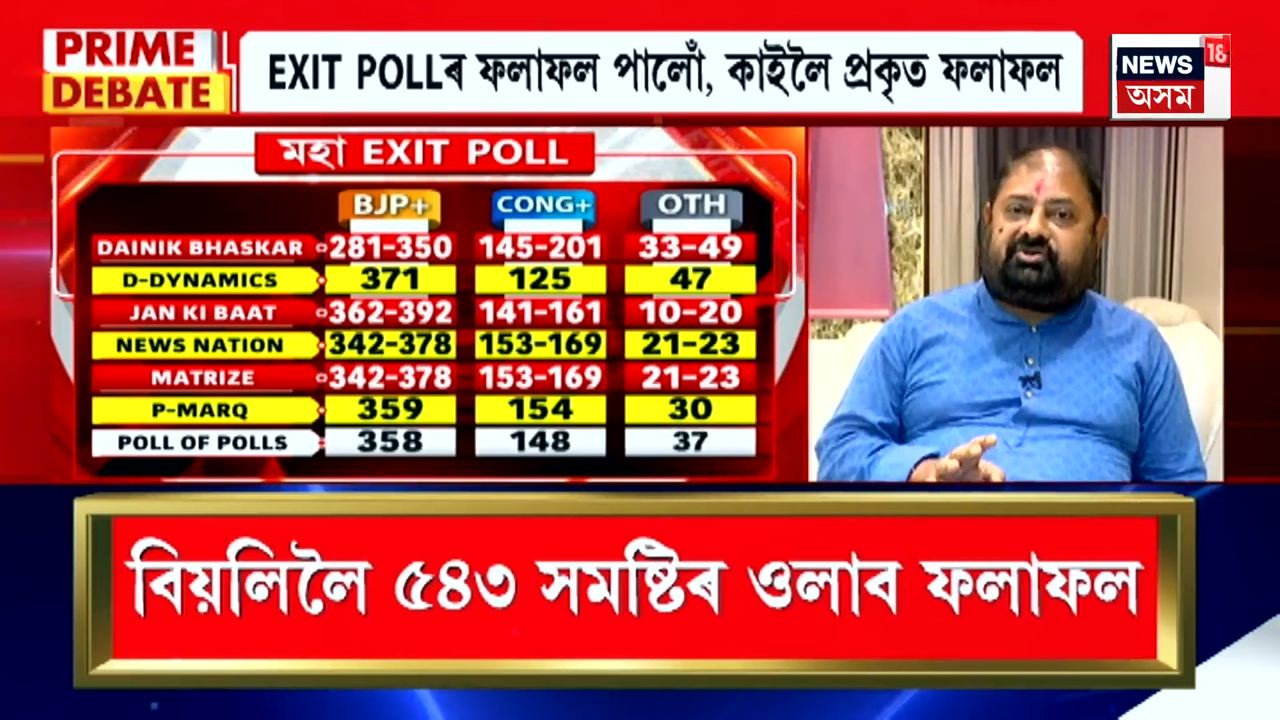 PRIME
DEBATE
EXIT POLLৰ ফলাফল পালোঁ, কাইলৈ প্ৰকৃত ফলাফল
NEWS 18
অসম
মহা EXIT POLL
BJP+ CONG+ OTH
DAINIK BHASKAR 281-350 145-201 33-49
D-DYNAMICS 371 125 47
JAN KI BAAT 362-392 141-161 10-20
NEWS NATION 342-378 153-169 21-23
MATRIZE 342-378 153-169 21-23
P-MARQ 359 154 30
POLL OF POLLS 358 148 37
বিয়লিলৈ ৫৪৩ সমষ্টিৰ ওলাব ফলাফল